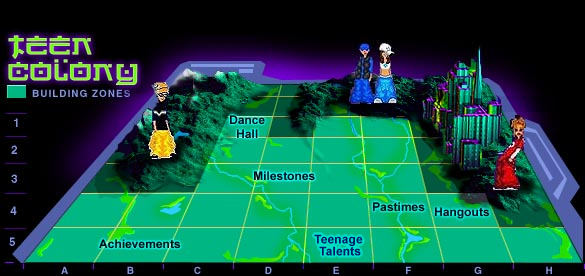 teen
colony
BUILDING ZONES
1
2
3
4
5
Dance
Hall
Milestones
Pastimes
Hangouts
Achievements
Teenage
Talents
A B C D E F G H